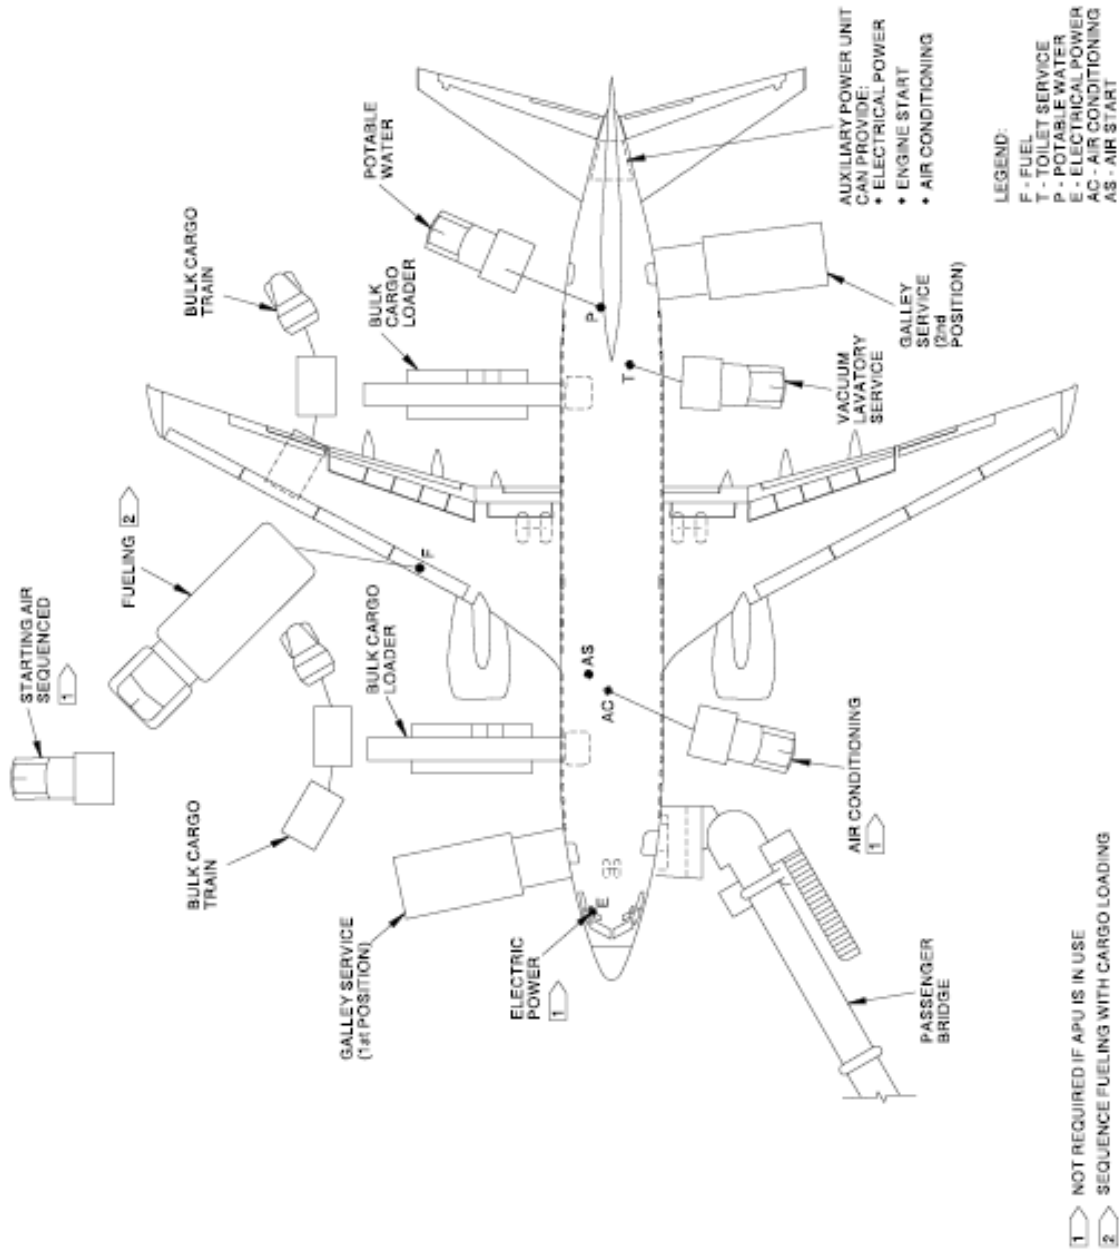 STARTING AIR
SEQUENCED
1
FUELING 2
BULK CARGO
TRAIN
POTABLE
WATER
BULK
CARGO
LOADER
BULK CARGO
LOADER
BULK CARGO
TRAIN
GALLEY SERVICE
(1st POSITION)
ELECTRIC
POWER
1
F
P
T
AS
AC
E
AUXILIARY POWER UNIT
CAN PROVIDE:
• ELECTRICAL POWER
• ENGINE START
• AIR CONDITIONING
GALLEY
SERVICE
(2nd
POSITION)
VACUUM
LAVATORY
SERVICE
AIR CONDITIONING
1
PASSENGER
BRIDGE
LEGEND:
F - FUEL
T - TOILET SERVICE
P - POTABLE WATER
E - ELECTRICAL POWER
AC - AIR CONDITIONING
AS - AIR START
1 NOT REQUIRED IF APU IS IN USE
2 SEQUENCE FUELING WITH CARGO LOADING